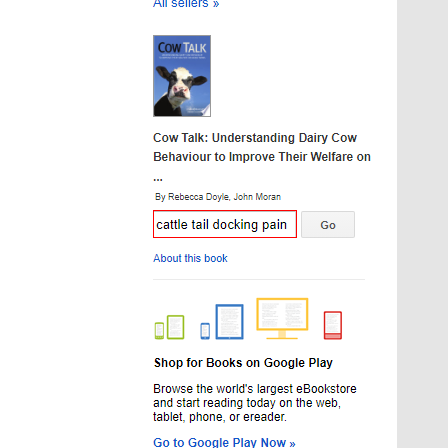 All sellers »
COW TALK
Cow Talk: Understanding Dairy Cow
Behaviour to Improve Their Welfare on
...
By Rebecca Doyle, John Moran
cattle tail docking pain
Go
About this book
Shop for Books on Google Play
Browse the world's largest eBookstore
and start reading today on the web,
tablet, phone, or ereader.
Go to Google Play Now »